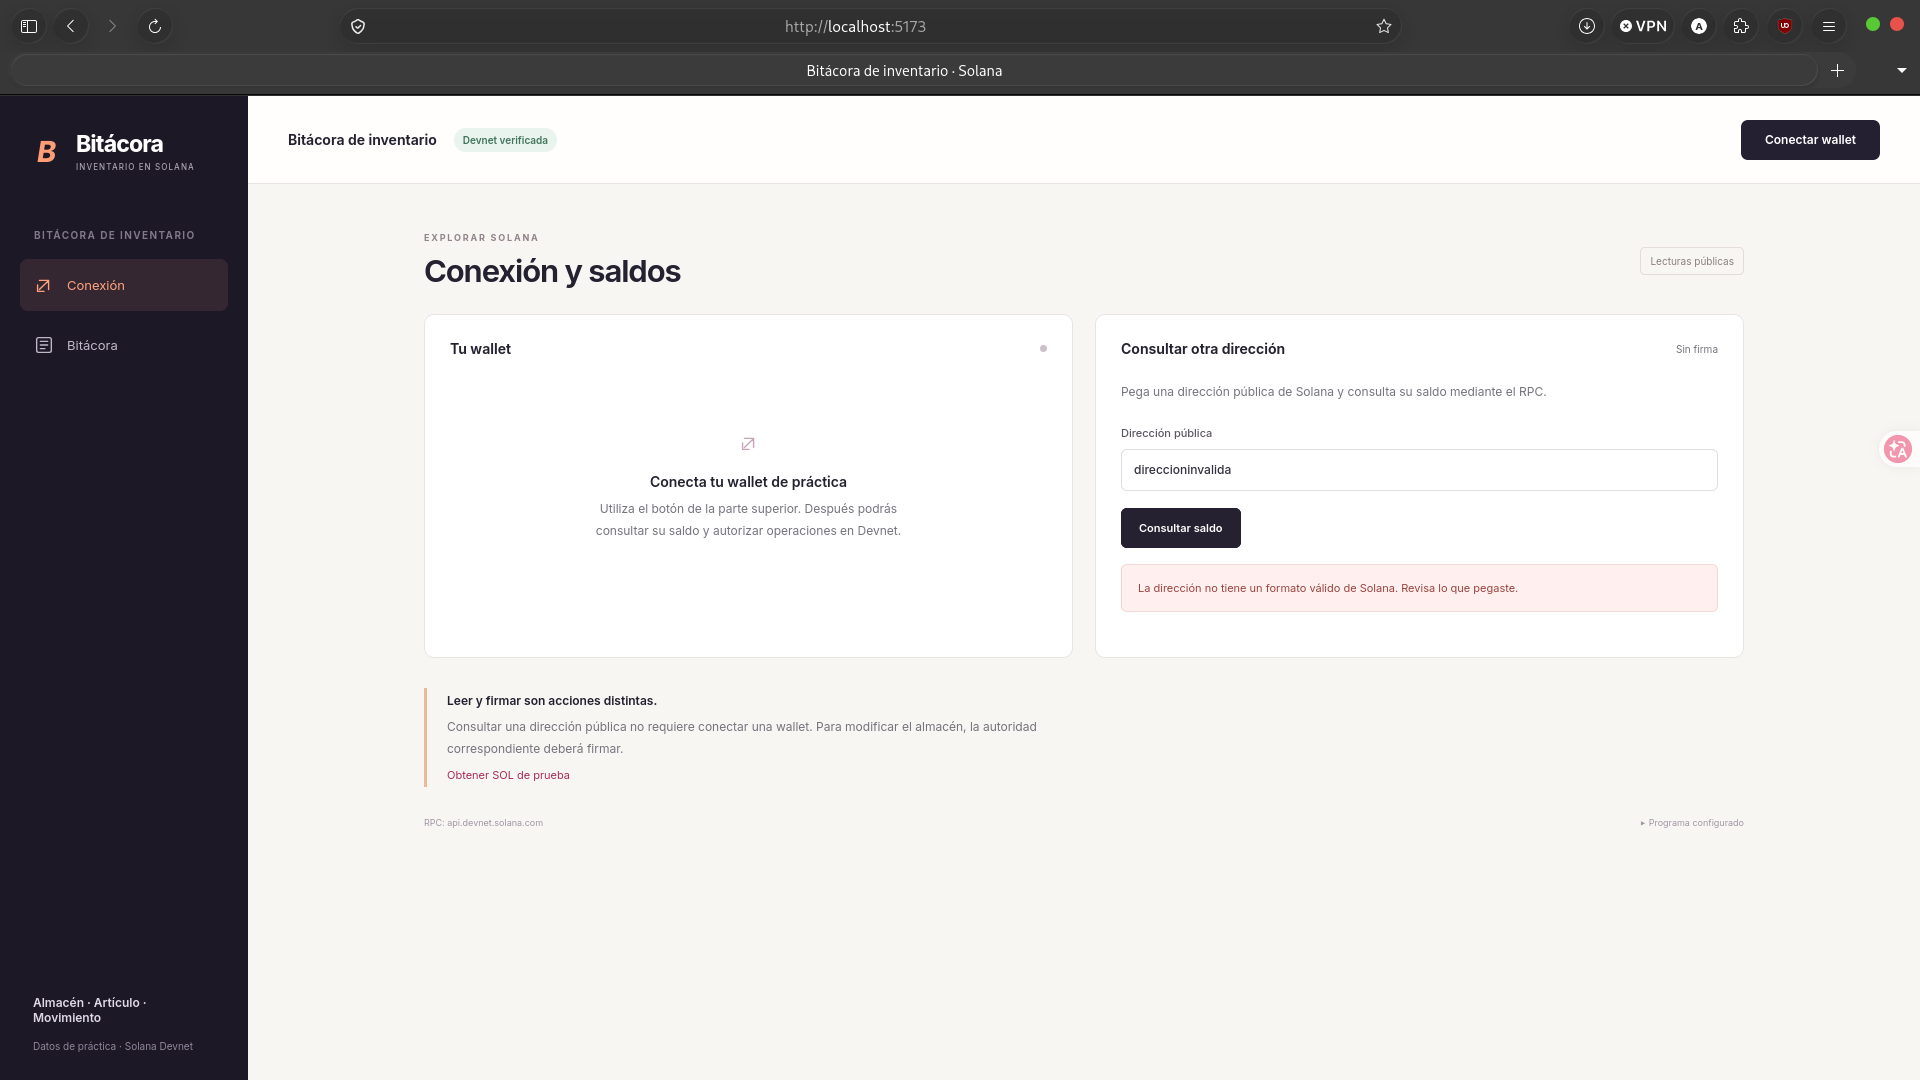 http://localhost:5173
VPN
Bitácora de inventario · Solana
B
Bitácora
INVENTARIO EN SOLANA
BITÁCORA DE INVENTARIO
Conexión
Bitácora
Almacén · Artículo ·
Movimiento
Datos de práctica · Solana Devnet
Bitácora de inventario
Devnet verificada
Conectar wallet
EXPLORAR SOLANA
Conexión y saldos
Lecturas públicas
Tu wallet
Conecta tu wallet de práctica
Utiliza el botón de la parte superior. Después podrás
consultar su saldo y autorizar operaciones en Devnet.
Consultar otra dirección
Sin firma
Pega una dirección pública de Solana y consulta su saldo mediante el RPC.
Dirección pública
direccioninvalida
Consultar saldo
La dirección no tiene un formato válido de Solana. Revisa lo que pegaste.
Leer y firmar son acciones distintas.
Consultar una dirección pública no requiere conectar una wallet. Para modificar el almacén, la autoridad
correspondiente deberá firmar.
Obtener SOL de prueba
RPC: api.devnet.solana.com
▸ Programa configurado